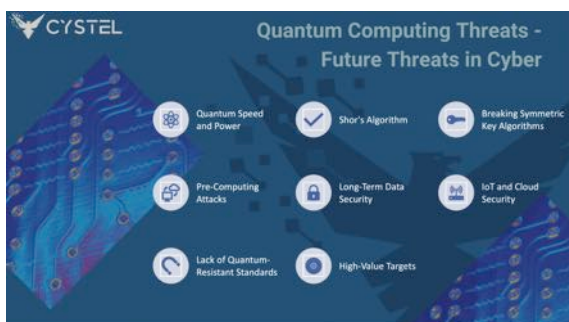 CYSTEL
Quantum Computing Threats -
Future Threats in Cyber
Quantum Speed
and Power
Shor's Algorithm
Breaking Symmetric
Key Algorithms
Pre-Computing
Attacks
Long-Term Data
Security
IoT and Cloud
Security
Lack of Quantum-
Resistant Standards
High-Value Targets